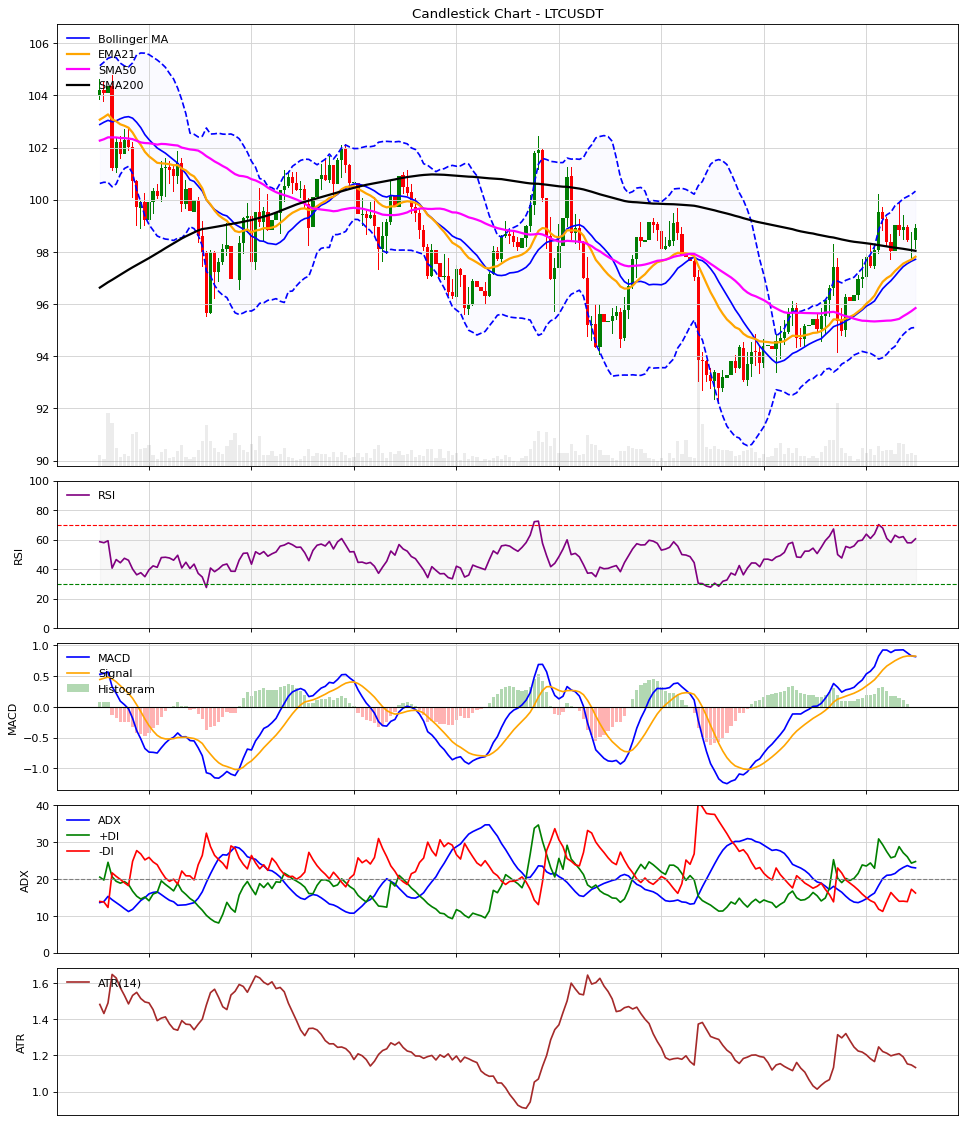 Candlestick Chart - LTCUSDT
Bollinger MA
EMA21
SMA50
SMA200
106
104
102
100
98
96
94
92
90
RSI
RSI
100
80
60
40
20
0
MACD
Signal
Histogram
MACD
1.0
0.5
0.0
−0.5
−1.0
ADX
+DI
-DI
ADX
40
30
20
10
0
ATR(14)
ATR
1.6
1.4
1.2
1.0